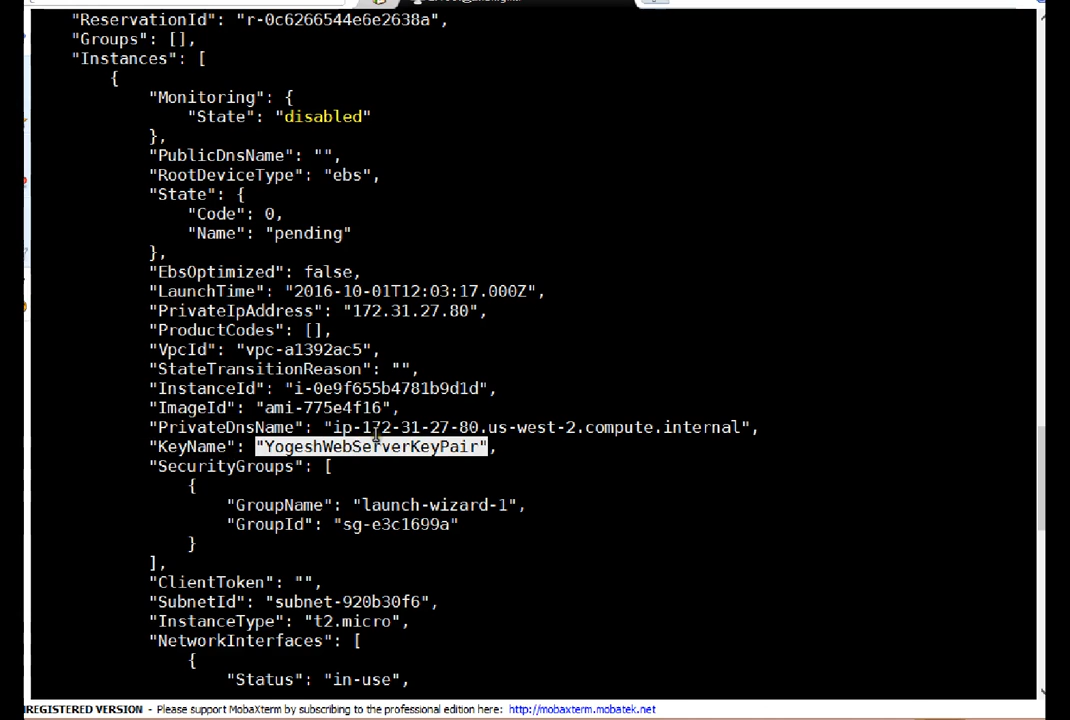 "ReservationId": "r-0c6266544e6e2638a",
"Groups": [],
"Instances": [
{
"Monitoring": {
"State": "disabled"
},
"PublicDnsName": "",
"RootDeviceType": "ebs",
"State": {
"Code": 0,
"Name": "pending"
},
"EbsOptimized": false,
"LaunchTime": "2016-10-01T12:03:17.000Z",
"PrivateIpAddress": "172.31.27.80",
"ProductCodes": [],
"VpcId": "vpc-a1392ac5",
"StateTransitionReason": "",
"InstanceId": "i-0e9f655b4781b9d1d",
"ImageId": "ami-775e4f16",
"PrivateDnsName": "ip-172-31-27-80.us-west-2.compute.internal",
"KeyName": "YogeshWebServerKeyPair",
"SecurityGroups": [
{
"GroupName": "launch-wizard-1",
"GroupId": "sg-e3c1699a"
}
],
"ClientToken": "",
"SubnetId": "subnet-920b30f6",
"InstanceType": "t2.micro",
"NetworkInterfaces": [
{
"Status": "in-use",
REGISTERED VERSION - Please support MobaXterm by subscribing to the professional edition here: http://mobaxterm.mobatek.net